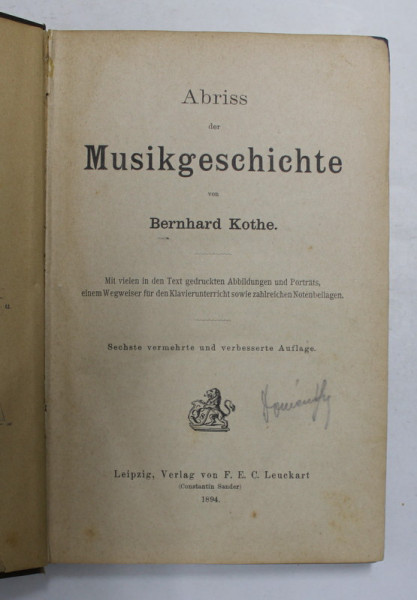 Abriss
der
Musikgeschichte
von
Bernhard Kothe.
Mit vielen in den Text gedruckten Abbildungen und Porträts,
einem Wegweiser für den Klavierunterricht sowie zahlreichen Notenbeilagen.
Sechste vermehrte und verbesserte Auflage.
Leipzig, Verlag von F. E. C. Leuckart
(Constantin Sander)
1894.